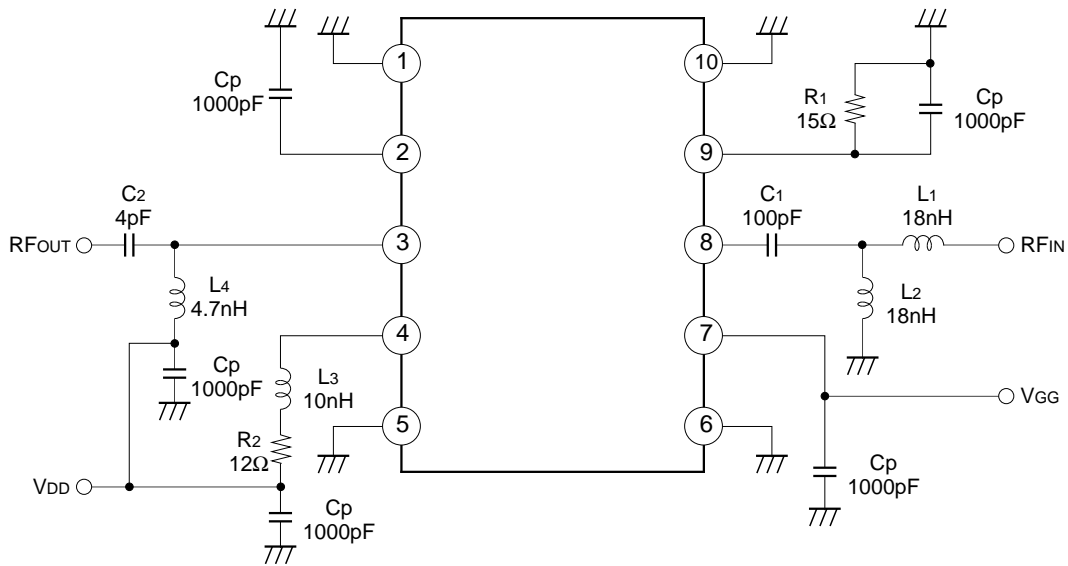 Cp
1000pF
1
2
C2
4pF
RFOUT
3
L4
4.7nH
4
Cp
1000pF
L3
10nH
5
R2
12Ω
VDD
Cp
1000pF
10
R1
15Ω
Cp
1000pF
9
C1
100pF
L1
18nH
8
RFIN
L2
18nH
7
VGG
6
Cp
1000pF